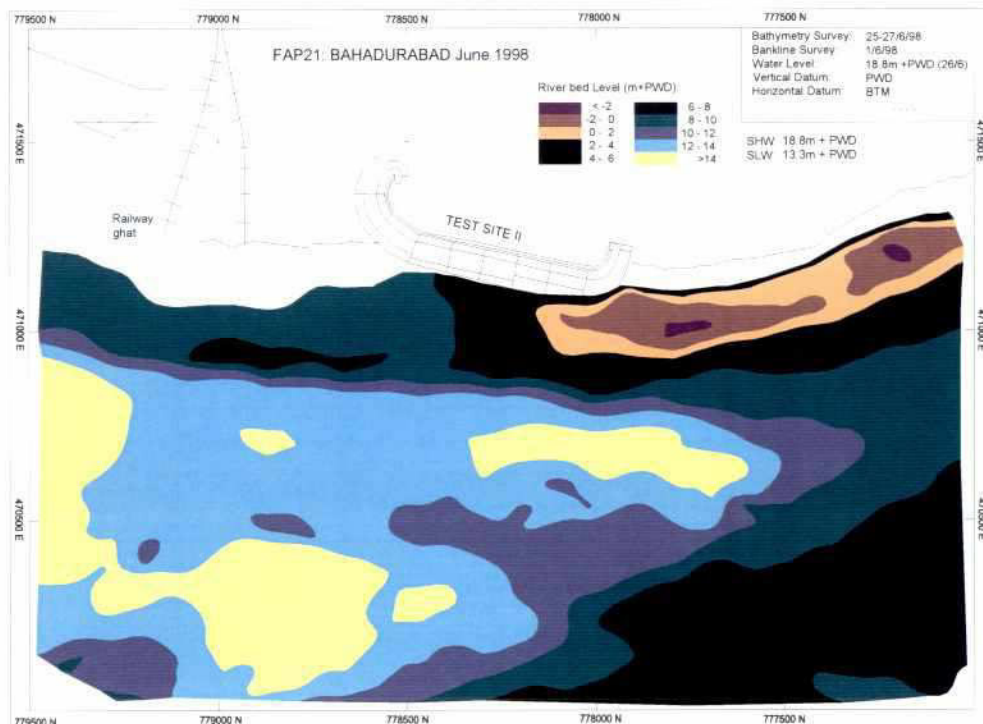 779500 N 779000 N 778500 N 778000 N 777500 N
FAP21: BAHADURABAD June 1998
Bathymetry Survey: 25-27/6/98
Bankline Survey 1/6/98
Water Level: 18.8m +PWD (26/6)
Vertical Datum: PWD
Horizontal Datum: BTM
River bed Level (m+PWD)
< -2 6 - 8
-2 - 0 8 - 10
0 - 2 10 - 12
2 - 4 12 - 14
4 - 6 >14
SHW 18.8m + PWD
SLW 13.3m + PWD
471500 E 471500 E
Railway
ghat
TEST SITE II
471000 E 471000 E
470500 E 470500 E
779500 N 779000 N 778500 N 778000 N 777500 N